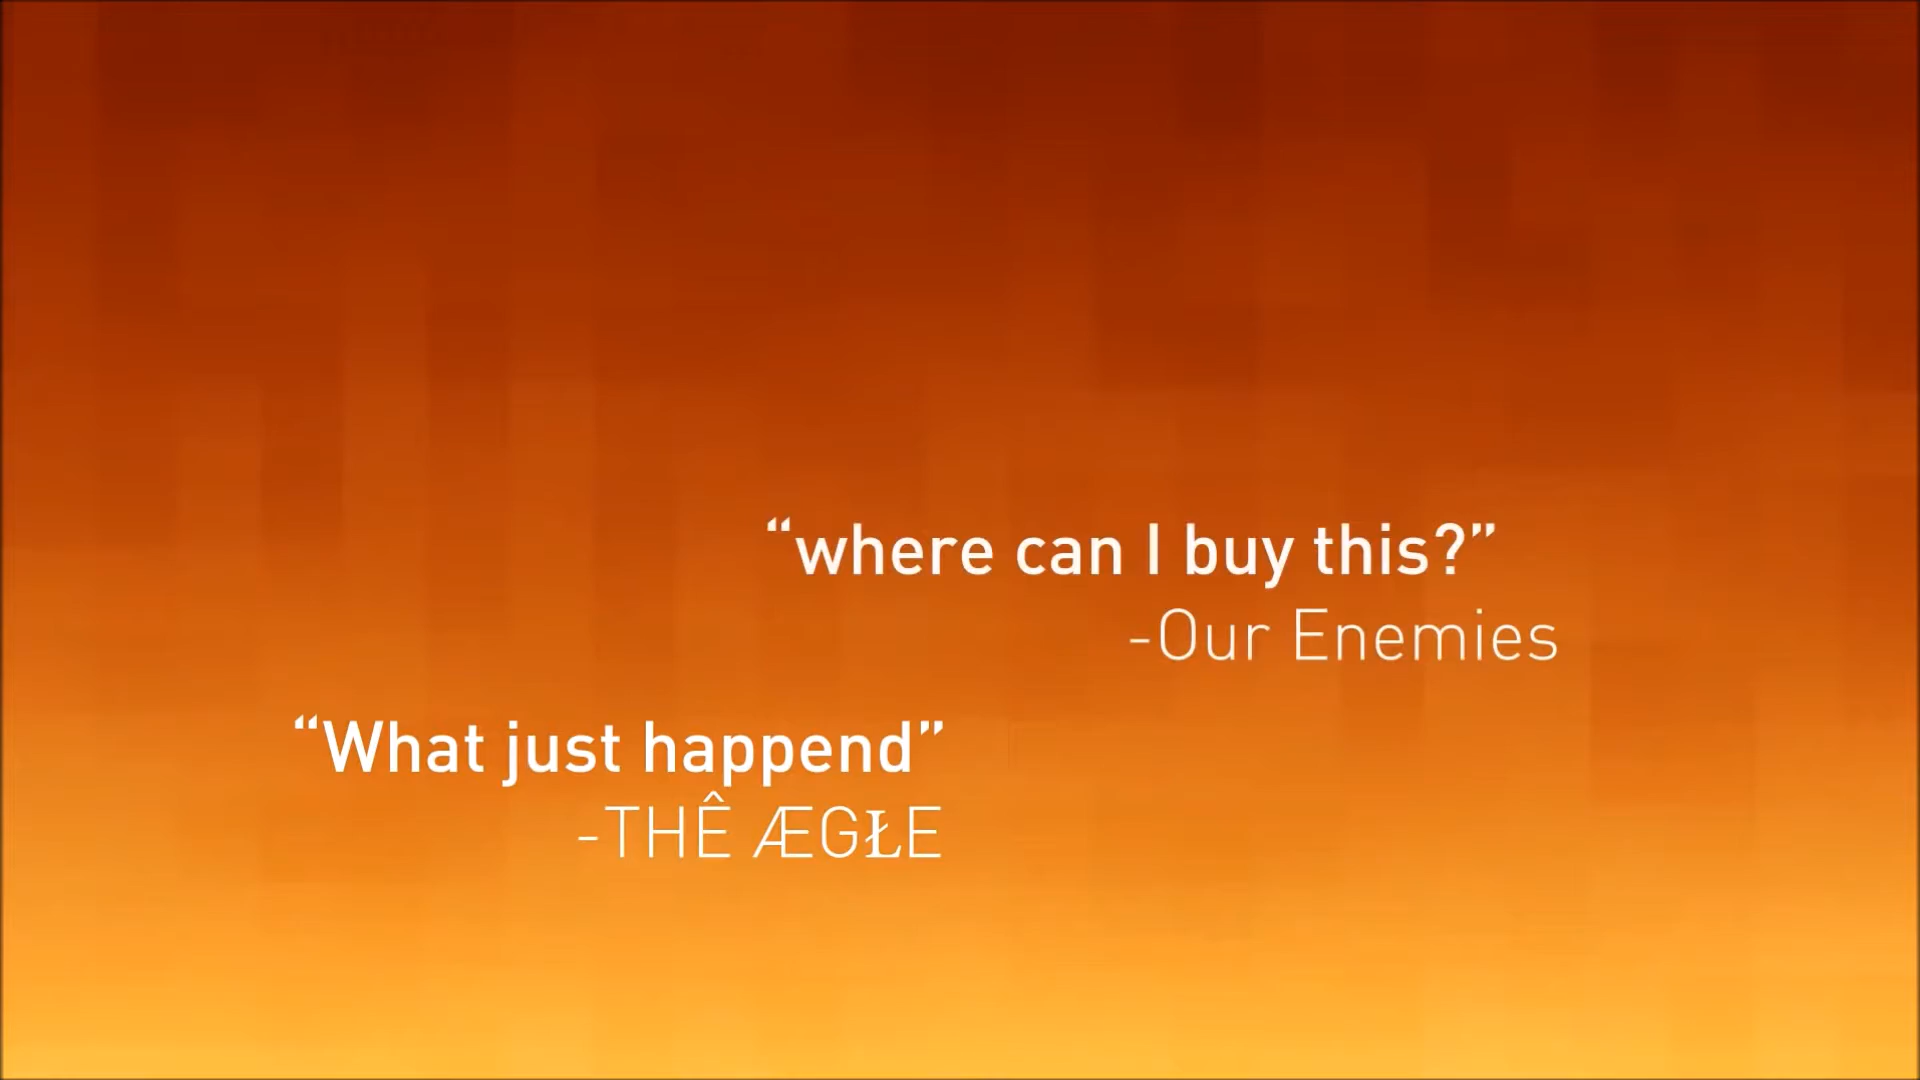 “where can I buy this?”
-Our Enemies
“What just happend”
-THÊ ÆGŁE